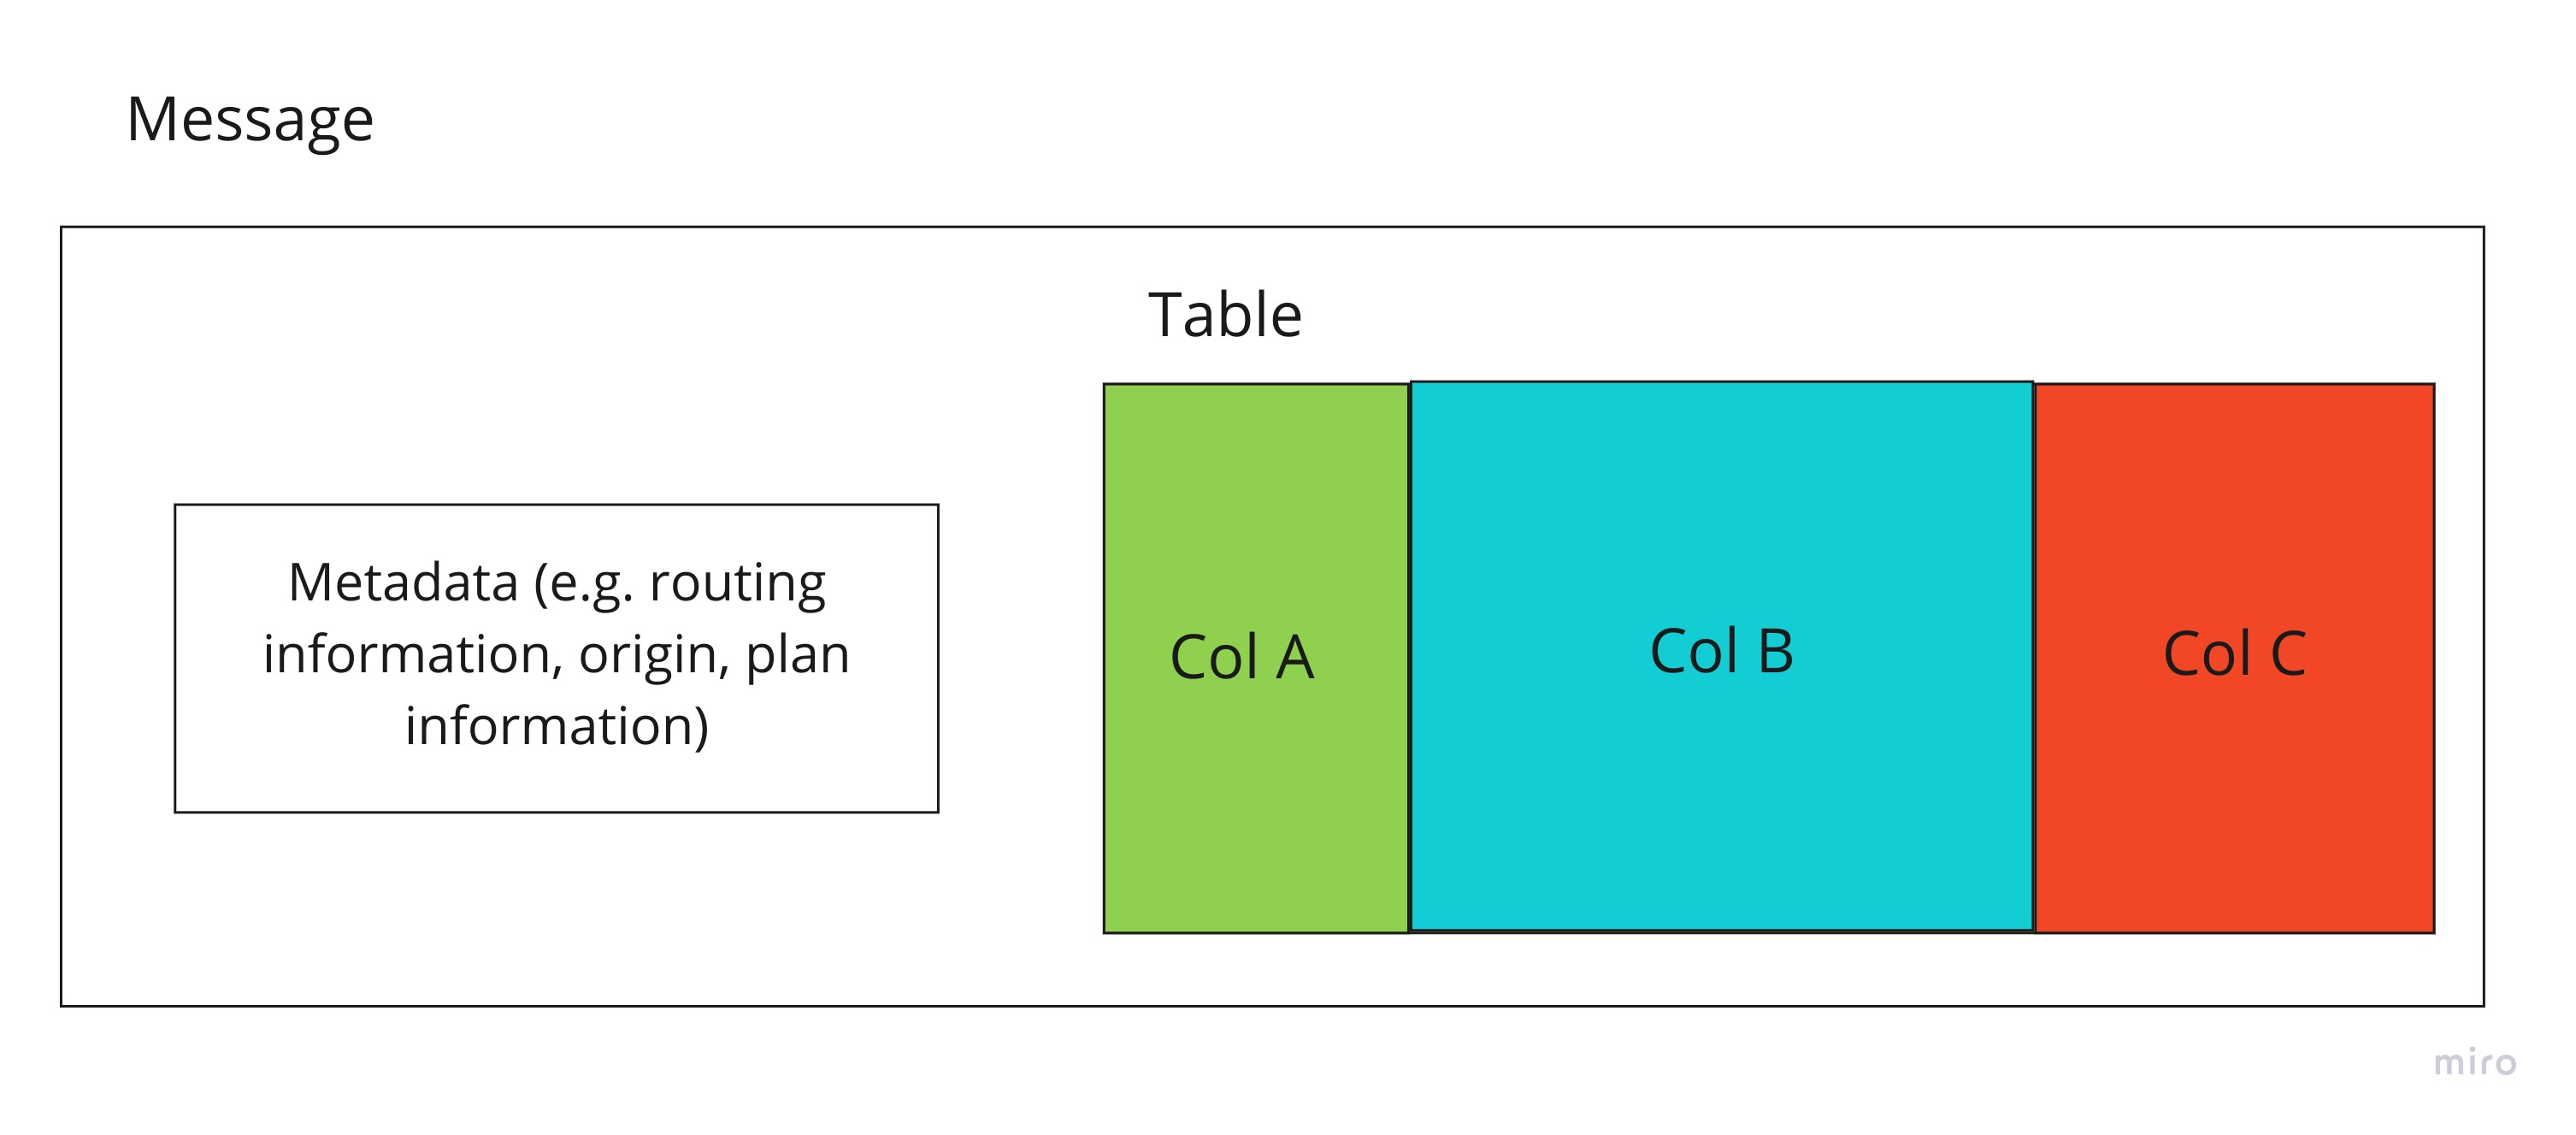 Message
Table
Metadata (e.g. routing
information, origin, plan
information)
Col A
Col B
Col C
miro